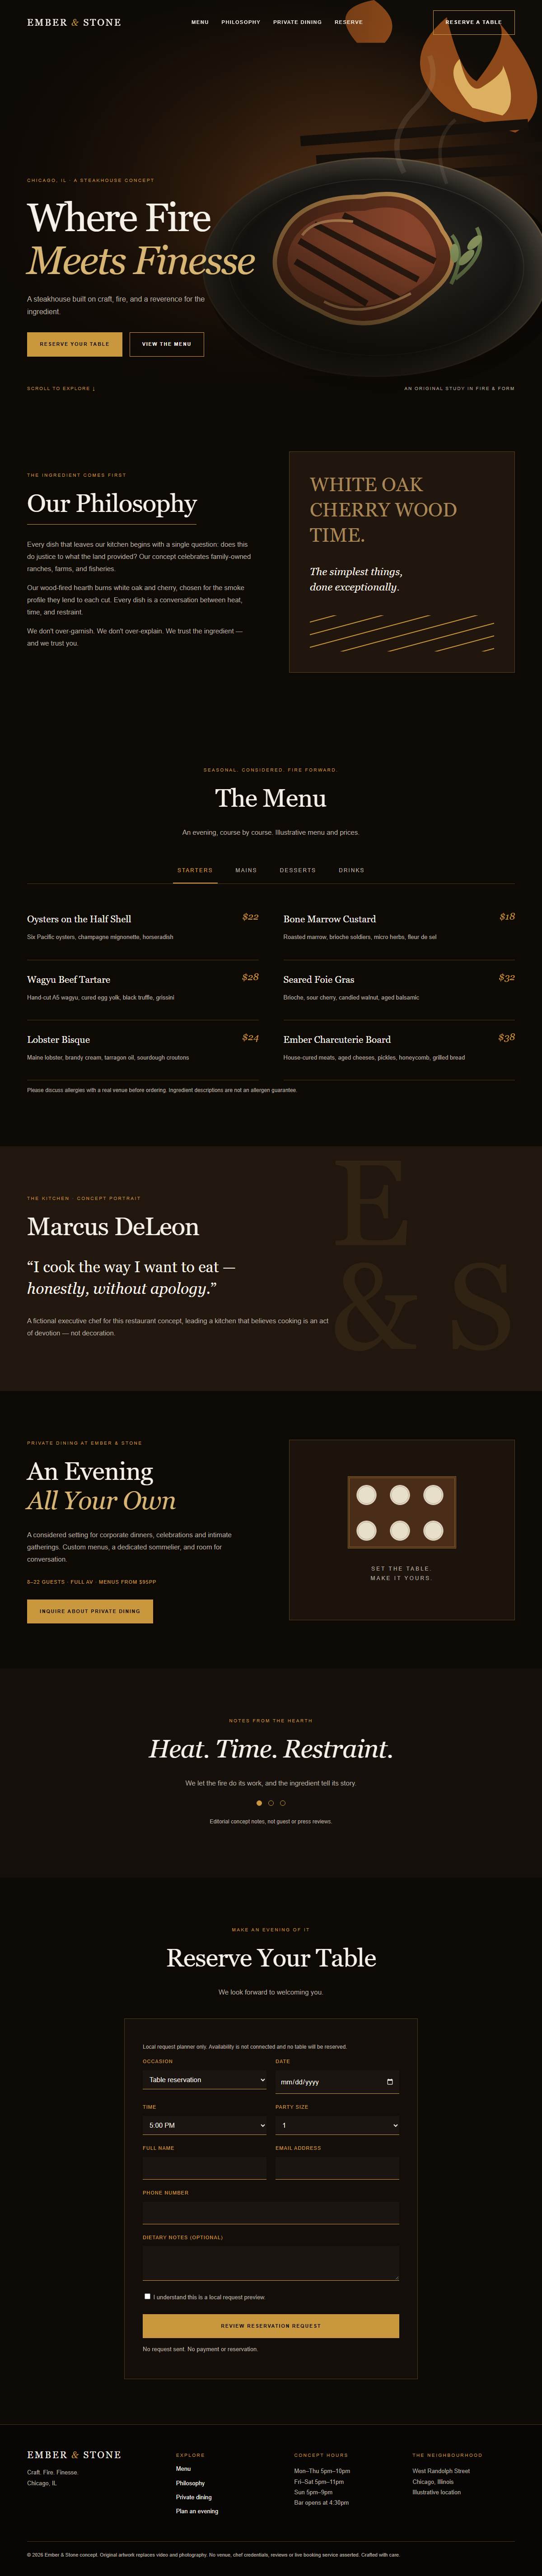 EMBER & STONE
MENU PHILOSOPHY PRIVATE DINING RESERVE
RESERVE A TABLE
CHICAGO, IL · A STEAKHOUSE CONCEPT
Where Fire
Meets Finesse
A steakhouse built on craft, fire, and a reverence for the
ingredient.
RESERVE YOUR TABLE
VIEW THE MENU
SCROLL TO EXPLORE ↓
AN ORIGINAL STUDY IN FIRE & FORM
THE INGREDIENT COMES FIRST
Our Philosophy
Every dish that leaves our kitchen begins with a single question: does this
do justice to what the land provided? Our concept celebrates family-owned
ranches, farms, and fisheries.
Our wood-fired hearth burns white oak and cherry, chosen for the smoke
profile they lend to each cut. Every dish is a conversation between heat,
time, and restraint.
We don't over-garnish. We don't over-explain. We trust the ingredient —
and we trust you.
WHITE OAK
CHERRY WOOD
TIME.
The simplest things,
done exceptionally.
SEASONAL. CONSIDERED. FIRE FORWARD.
The Menu
An evening, course by course. Illustrative menu and prices.
STARTERS MAINS DESSERTS DRINKS
Oysters on the Half Shell $22
Six Pacific oysters, champagne mignonette, horseradish
Bone Marrow Custard $18
Roasted marrow, brioche soldiers, micro herbs, fleur de sel
Wagyu Beef Tartare $28
Hand-cut A5 wagyu, cured egg yolk, black truffle, grissini
Seared Foie Gras $32
Brioche, sour cherry, candied walnut, aged balsamic
Lobster Bisque $24
Maine lobster, brandy cream, tarragon oil, sourdough croutons
Ember Charcuterie Board $38
House-cured meats, aged cheeses, pickles, honeycomb, grilled bread
Please discuss allergies with a real venue before ordering. Ingredient descriptions are not an allergen guarantee.
THE KITCHEN · CONCEPT PORTRAIT
Marcus DeLeon
“I cook the way I want to eat —
honestly, without apology.”
A fictional executive chef for this restaurant concept, leading a kitchen that believes cooking is an act
of devotion — not decoration.
E
& S
PRIVATE DINING AT EMBER & STONE
An Evening
All Your Own
A considered setting for corporate dinners, celebrations and intimate
gatherings. Custom menus, a dedicated sommelier, and room for
conversation.
8–22 GUESTS · FULL AV · MENUS FROM $95PP
INQUIRE ABOUT PRIVATE DINING
SET THE TABLE.
MAKE IT YOURS.
NOTES FROM THE HEARTH
Heat. Time. Restraint.
We let the fire do its work, and the ingredient tell its story.
Editorial concept notes, not guest or press reviews.
MAKE AN EVENING OF IT
Reserve Your Table
We look forward to welcoming you.
Local request planner only. Availability is not connected and no table will be reserved.
OCCASION DATE
Table reservation mm/dd/yyyy
TIME PARTY SIZE
5:00 PM 1
FULL NAME EMAIL ADDRESS
PHONE NUMBER
DIETARY NOTES (OPTIONAL)
I understand this is a local request preview.
REVIEW RESERVATION REQUEST
No request sent. No payment or reservation.
EMBER & STONE
Craft. Fire. Finesse.
Chicago, IL
EXPLORE
Menu
Philosophy
Private dining
Plan an evening
CONCEPT HOURS
Mon–Thu 5pm–10pm
Fri–Sat 5pm–11pm
Sun 5pm–9pm
Bar opens at 4:30pm
THE NEIGHBOURHOOD
West Randolph Street
Chicago, Illinois
Illustrative location
© 2026 Ember & Stone concept. Original artwork replaces video and photography. No venue, chef credentials, reviews or live booking service asserted. Crafted with care.